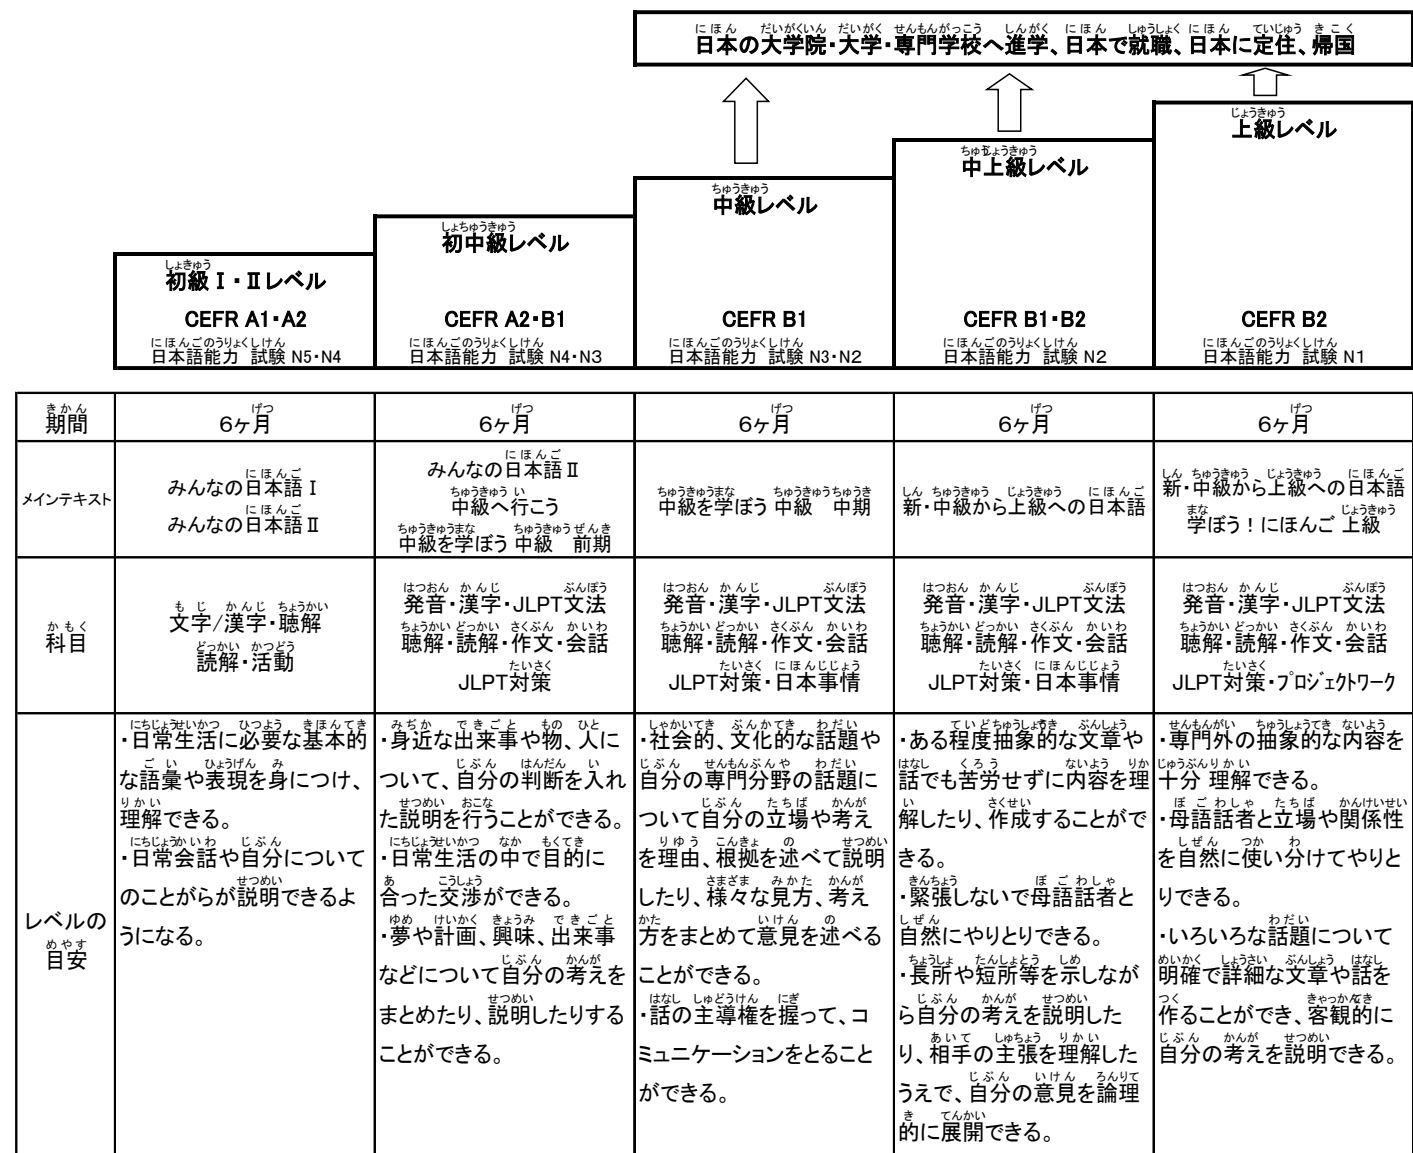 日本の大学院・大学・専門学校へ進学、日本で就職、日本に定住、帰国
上級レベル
中上級レベル
中級レベル
初中級レベル
初級Ⅰ・Ⅱレベル
CEFR A1・A2
日本語能力 試験 N5・N4
CEFR A2・B1
日本語能力 試験 N4・N3
CEFR B1
日本語能力 試験 N3・N2
CEFR B1・B2
日本語能力 試験 N2
CEFR B2
日本語能力 試験 N1
期間
6ヶ月
6ヶ月
6ヶ月
6ヶ月
6ヶ月
メインテキスト
みんなの日本語Ⅰ
みんなの日本語Ⅱ
みんなの日本語Ⅱ
中級へ行こう
中級を学ぼう 中級 前期
中級を学ぼう 中級 中期
新・中級から上級への日本語
新・中級から上級への日本語
学ぼう！にほんご 上級
科目
文字/漢字・聴解
読解・活動
発音・漢字・JLPT文法
聴解・読解・作文・会話
JLPT対策
発音・漢字・JLPT文法
聴解・読解・作文・会話
JLPT対策・日本事情
発音・漢字・JLPT文法
聴解・読解・作文・会話
JLPT対策・日本事情
発音・漢字・JLPT文法
聴解・読解・作文・会話
JLPT対策・プロジェクトワーク
レベルの
目安
・日常生活に必要な基本的
な語彙や表現を身につけ、
理解できる。
・日常会話や自分について
のことがらが説明できるよ
うになる。
・身近な出来事や物、人に
ついて、自分の判断を入れ
た説明を行うことができる。
・日常生活の中で目的に
合った交渉ができる。
・夢や計画、興味、出来事
などについて自分の考えを
まとめたり、説明したりする
ことができる。
・社会的、文化的な話題や
自分の専門分野の話題に
ついて自分の立場や考え
を理由、根拠を述べて説明
したり、様々な見方、考え
方をまとめて意見を述べる
ことができる。
・話の主導権を握って、コ
ミュニケーションをとること
ができる。
・ある程度抽象的な文章や
話でも苦労せずに内容を理
解したり、作成することがで
きる。
・緊張しないで母語話者と
自然にやりとりできる。
・長所や短所等を示しなが
ら自分の考えを説明した
り、相手の主張を理解した
うえで、自分の意見を論理
的に展開できる。
・専門外の抽象的な内容を
十分 理解できる。
・母語話者と立場や関係性
を自然に使い分けてやりと
りできる。
・いろいろな話題について
明確で詳細な文章や話を
作ることができ、客観的に
自分の考えを説明できる。